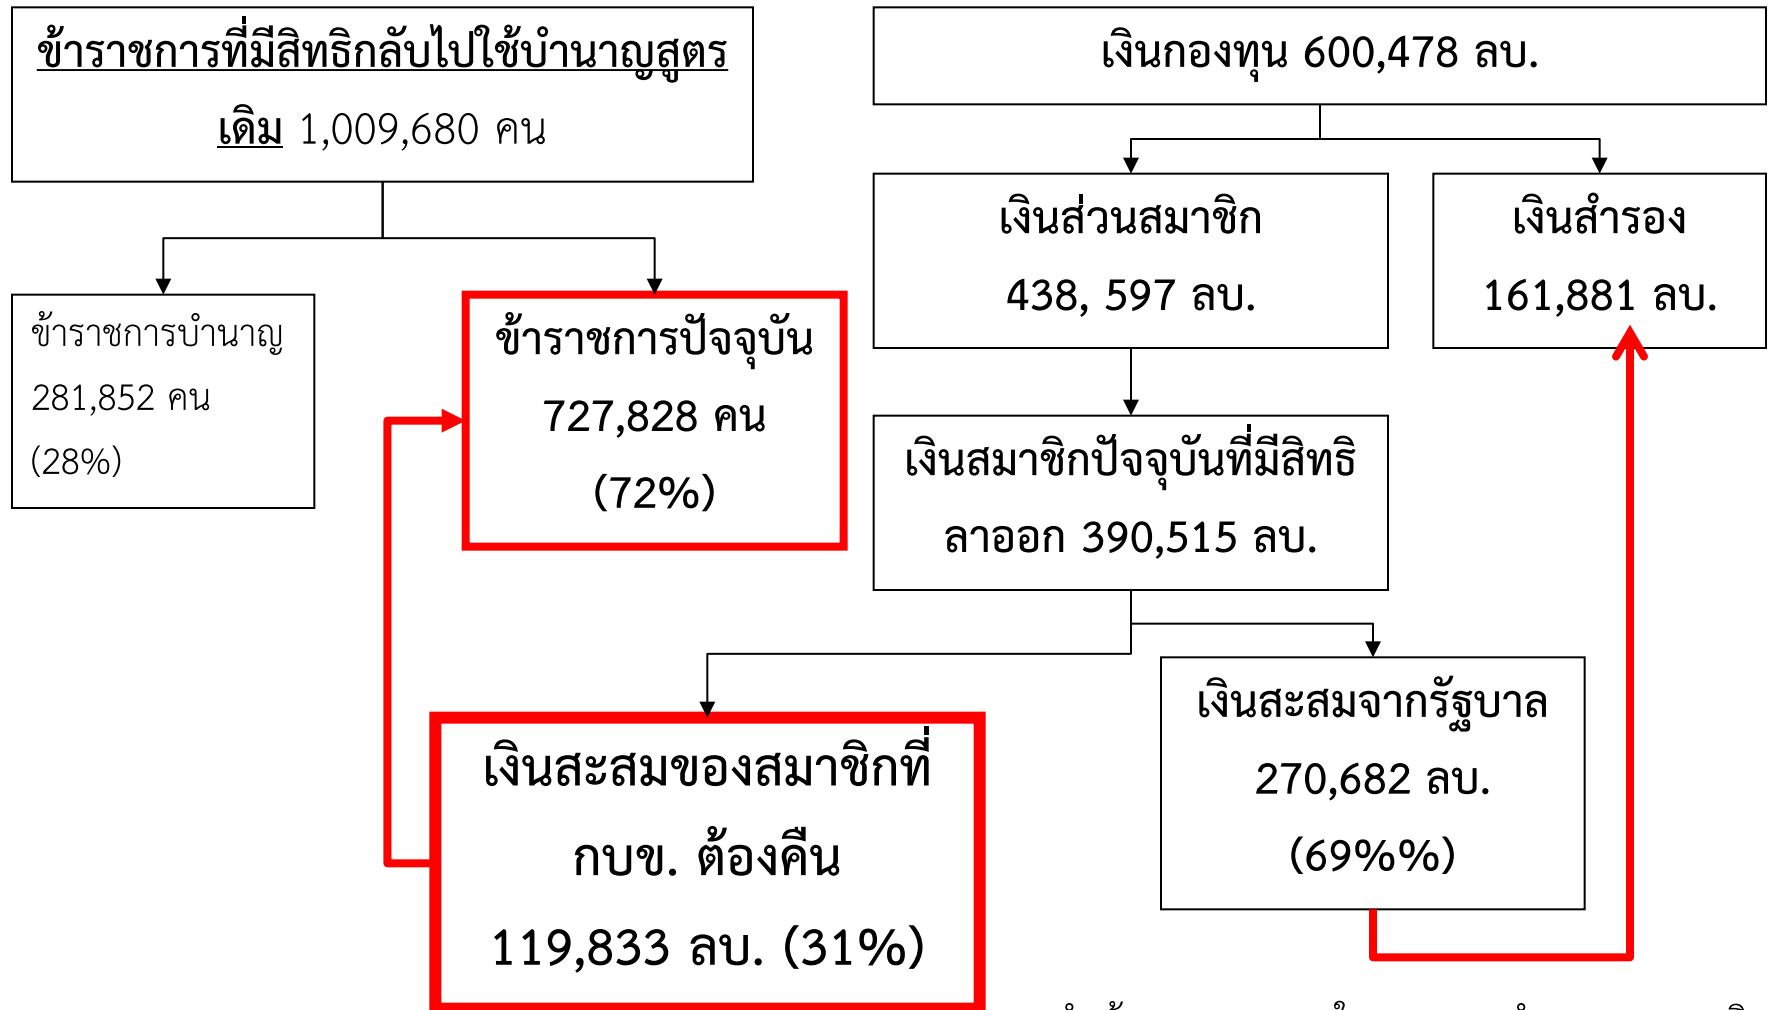 ข้าราชการที่มีสิทธิกลับไปใช้บำนาญสูตร
เดิม 1,009,680 คน
ข้าราชการบำนาญ
281,852 คน
(28%)
ข้าราชการปัจจุบัน
727,828 คน
(72%)
เงินกองทุน 600,478 ลบ.
เงินส่วนสมาชิก
438, 597 ลบ.
เงินสำรอง
161,881 ลบ.
เงินสมาชิกปัจจุบันที่มีสิทธิ
ลาออก 390,515 ลบ.
เงินสะสมของสมาชิกที่
กบข. ต้องคืน
119,833 ลบ. (31%)
เงินสะสมจากรัฐบาล
270,682 ลบ.
(69%%)